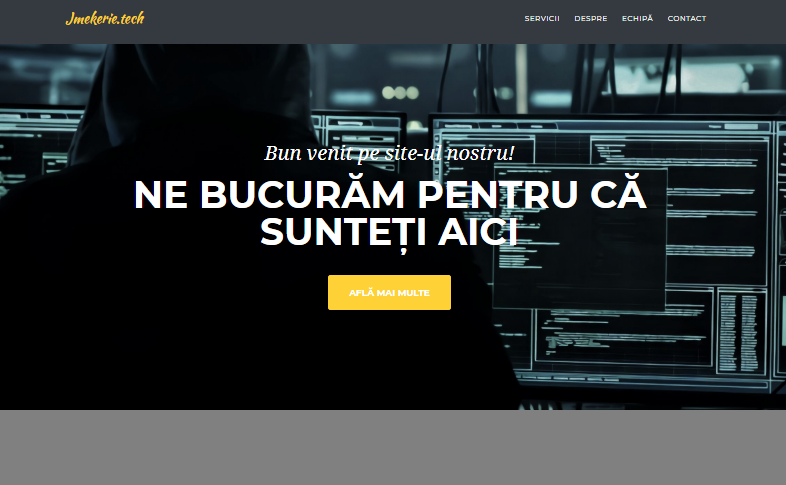 Jmekerie.tech
SERVICII DESPRE ECHIPĂ CONTACT
Bun venit pe site-ul nostru!
NE BUCURĂM PENTRU CĂ
SUNTEȚI AICI
AFLĂ MAI MULTE